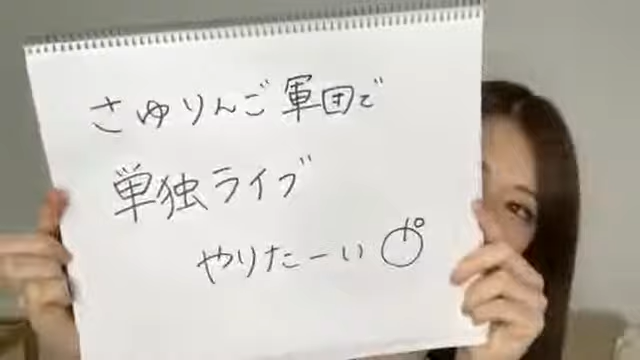 さゆりんご軍団で
単独ライブ
やりたーい